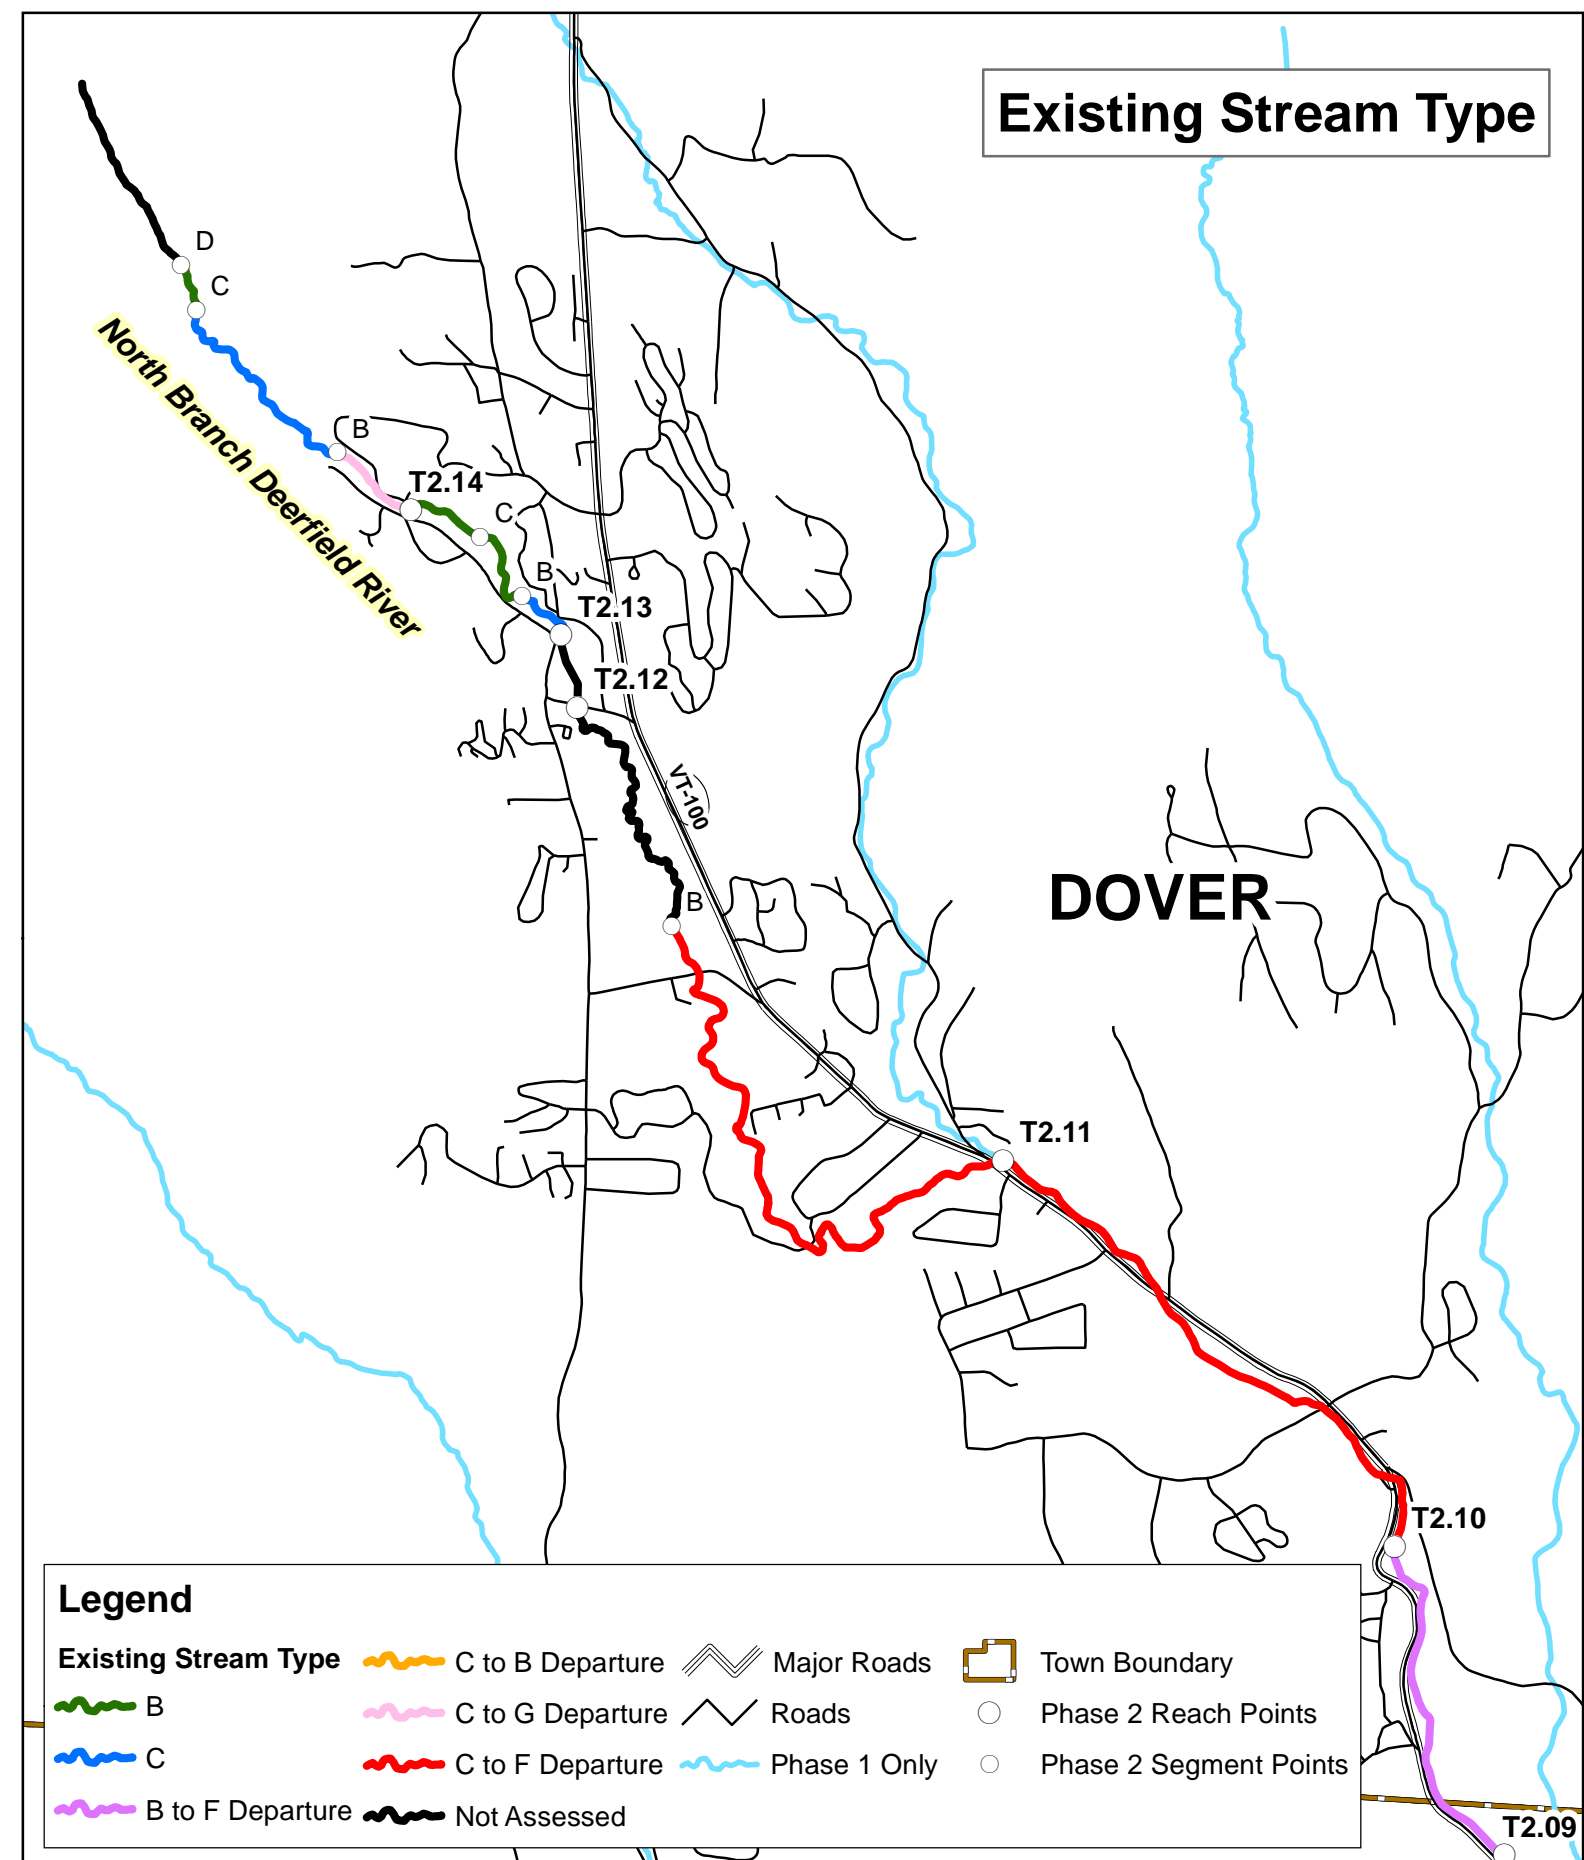 Existing Stream Type
D
C
North Branch Deerfield River
B
T2.14
C
B
T2.13
T2.12
VT-100
B
DOVER
T2.11
T2.10
T2.09
Legend
Existing Stream Type
B
C
B to F Departure
C to B Departure
C to G Departure
C to F Departure
Not Assessed
Major Roads
Roads
Phase 1 Only
Town Boundary
Phase 2 Reach Points
Phase 2 Segment Points